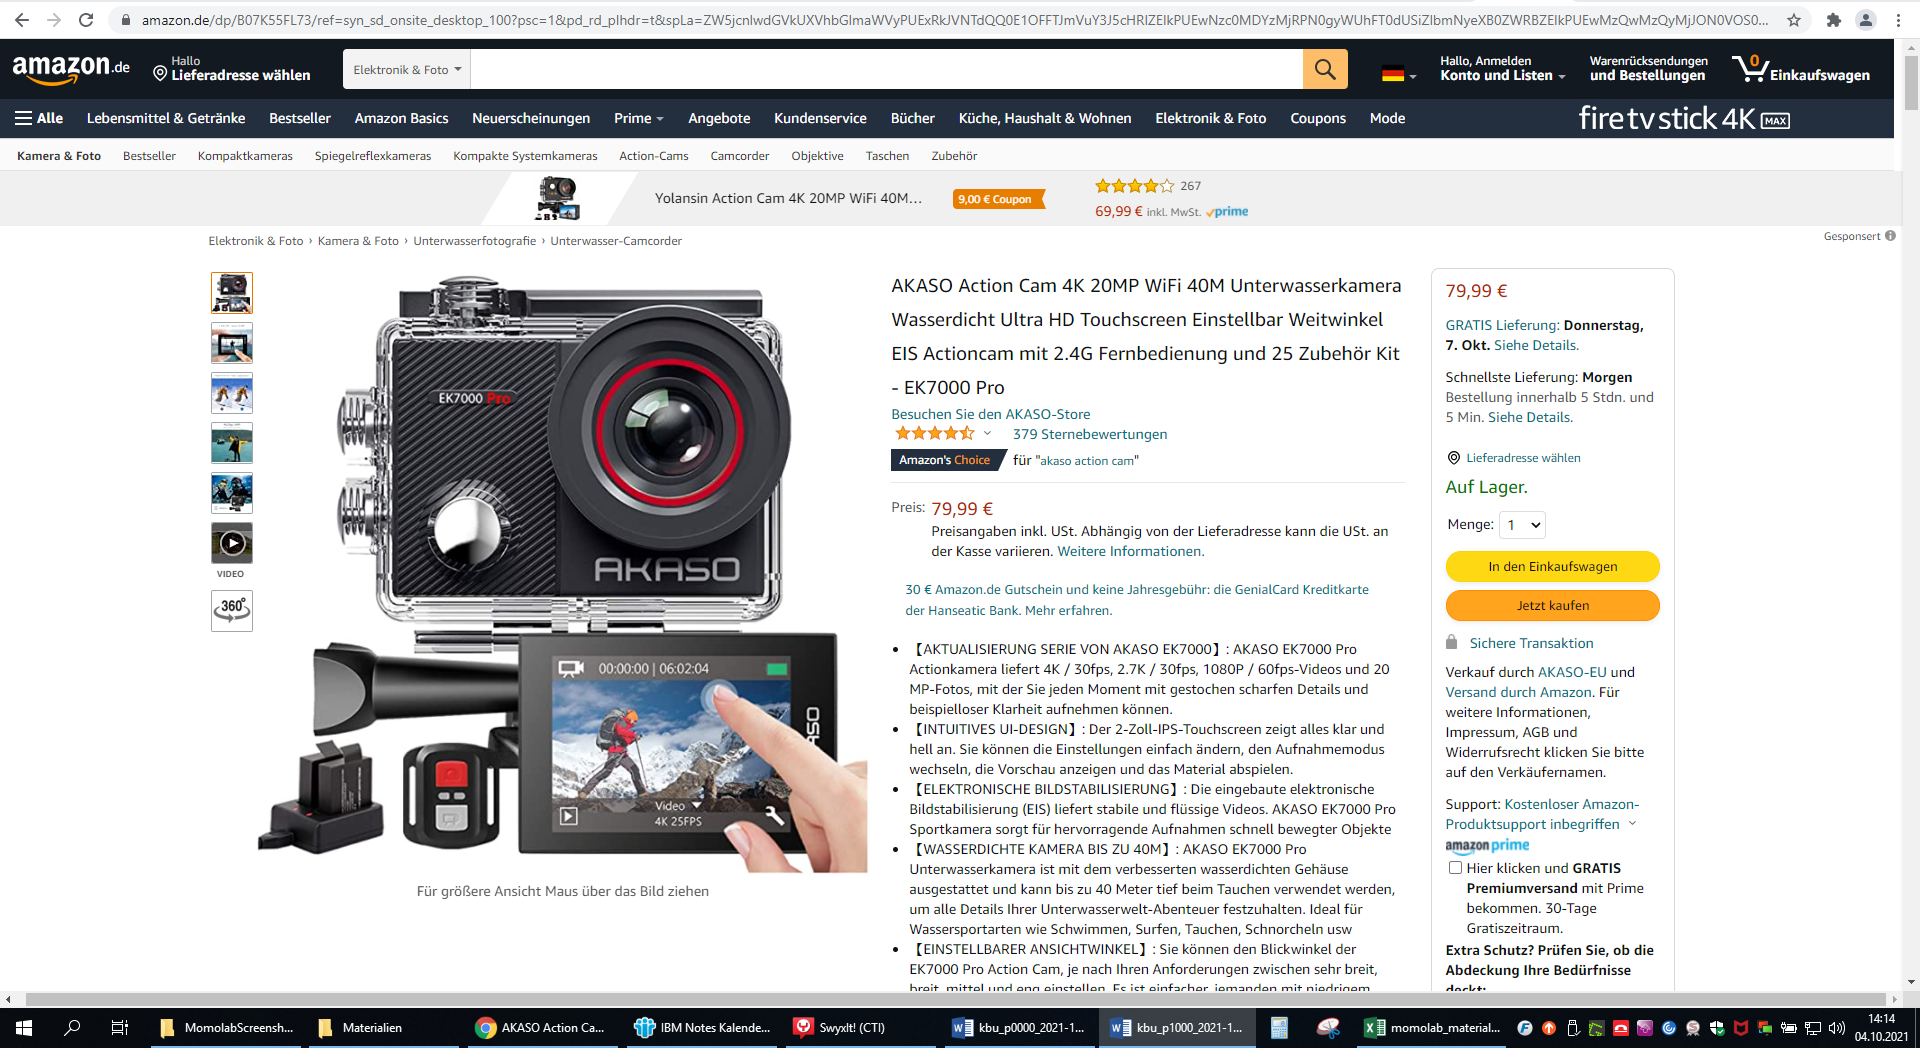 amazon.de/dp/B07K55FL73/ref=syn_sd_onsite_desktop_100?psc=1&pd_rd_plhdr=t&spLa=
amazon.de
Hallo
Lieferadresse wählen
Elektronik & Foto
Hallo, Anmelden
Konto und Listen
Warenrücksendungen
und Bestellungen
0
Einkaufswagen
Alle
Lebensmittel & Getränke
Bestseller
Amazon Basics
Neuerscheinungen
Prime
Angebote
Kundenservice
Bücher
Küche, Haushalt & Wohnen
Elektronik & Foto
Coupons
Mode
fire tv stick 4K MAX
Kamera & Foto
Bestseller
Kompaktkameras
Spiegelreflexkameras
Kompakte Systemkameras
Action-Cams
Camcorder
Objektive
Taschen
Zubehör
Yolansin Action Cam 4K 20MP WiFi 40M...
9,00 € Coupon
267
69,99 € inkl. MwSt. prime
Elektronik & Foto › Kamera & Foto › Unterwasserfotografie › Unterwasser-Camcorder
Gesponsert
VIDEO
360°
EK7000 Pro
AKASO
00:00:00 | 06:02:04
Video
4K 25FPS
Für größere Ansicht Maus über das Bild ziehen
AKASO Action Cam 4K 20MP WiFi 40M Unterwasserkamera
Wasserdicht Ultra HD Touchscreen Einstellbar Weitwinkel
EIS Actioncam mit 2.4G Fernbedienung und 25 Zubehör Kit
- EK7000 Pro
Besuchen Sie den AKASO-Store
379 Sternebewertungen
Amazon's Choice für "akaso action cam"
Preis: 79,99 €
Preisangaben inkl. USt. Abhängig von der Lieferadresse kann die USt. an
der Kasse variieren. Weitere Informationen.
30 € Amazon.de Gutschein und keine Jahresgebühr: die GenialCard Kreditkarte
der Hanseatic Bank. Mehr erfahren.
• 【AKTUALISIERUNG SERIE VON AKASO EK7000】: AKASO EK7000 Pro
Actionkamera liefert 4K / 30fps, 2.7K / 30fps, 1080P / 60fps-Videos und 20
MP-Fotos, mit der Sie jeden Moment mit gestochen scharfen Details und
beispielloser Klarheit aufnehmen können.
• 【INTUITIVES UI-DESIGN】: Der 2-Zoll-IPS-Touchscreen zeigt alles klar und
hell an. Sie können die Einstellungen einfach ändern, den Aufnahmemodus
wechseln, die Vorschau anzeigen und das Material abspielen.
• 【ELEKTRONISCHE BILDSTABILISIERUNG】: Die eingebaute elektronische
Bildstabilisierung (EIS) liefert stabile und flüssige Videos. AKASO EK7000 Pro
Sportkamera sorgt für hervorragende Aufnahmen schnell bewegter Objekte
• 【WASSERDICHTE KAMERA BIS ZU 40M】: AKASO EK7000 Pro
Unterwasserkamera ist mit dem verbesserten wasserdichten Gehäuse
ausgestattet und kann bis zu 40 Meter tief beim Tauchen verwendet werden,
um alle Details Ihrer Unterwasserwelt-Abenteuer festzuhalten. Ideal für
Wassersportarten wie Schwimmen, Surfen, Tauchen, Schnorcheln usw
• 【EINSTELLBARER ANSICHTWINKEL】: Sie können den Blickwinkel der
EK7000 Pro Action Cam, je nach Ihren Anforderungen zwischen sehr breit,
breit, mittel und eng einstellen. Es ist einfacher, jemanden mit niedrigem
79,99 €
GRATIS Lieferung: Donnerstag,
7. Okt. Siehe Details.
Schnellste Lieferung: Morgen
Bestellung innerhalb 5 Stdn. und
5 Min. Siehe Details.
Lieferadresse wählen
Auf Lager.
Menge: 1
In den Einkaufswagen
Jetzt kaufen
Sichere Transaktion
Verkauf durch AKASO-EU und
Versand durch Amazon. Für
weitere Informationen,
Impressum, AGB und
Widerrufsrecht klicken Sie bitte
auf den Verkäufernamen.
Support: Kostenloser Amazon-
Produktsupport inbegriffen
amazon prime
Hier klicken und GRATIS
Premiumversand mit Prime
bekommen. 30-Tage
Gratiszeitraum.
Extra Schutz? Prüfen Sie, ob die
Abdeckung Ihre Bedürfnisse
deckt:
MomolabScreensh...
Materialien
AKASO Action Ca...
IBM Notes Kalende...
SwyxIt! (CTI)
kbu_p0000_2021-1...
kbu_p1000_2021-1...
momolab_material...
14:14
04.10.2021